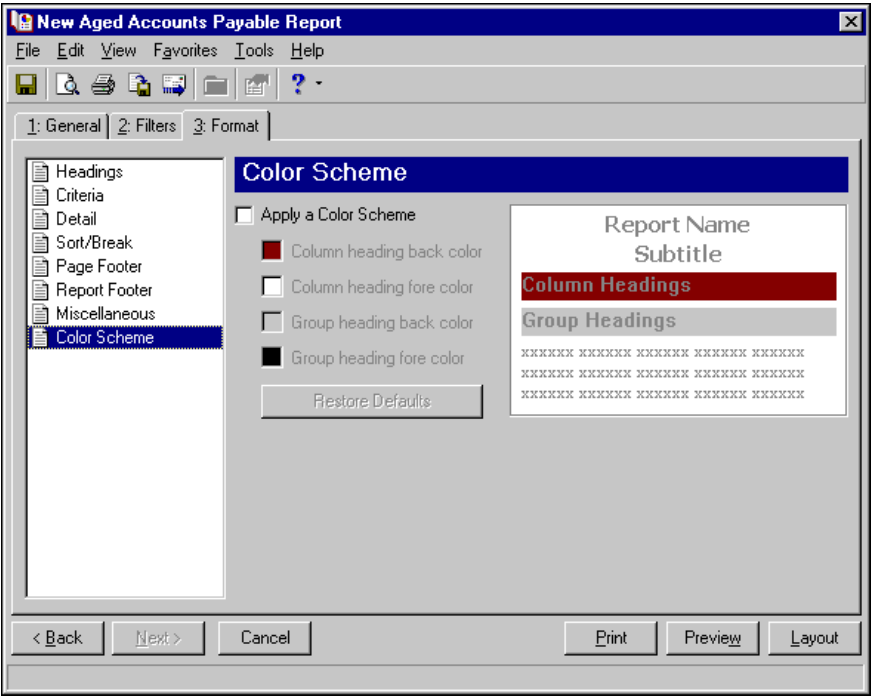 New Aged Accounts Payable Report
File Edit View Favorites Tools Help
?
1: General 2: Filters 3: Format
Headings
Criteria
Detail
Sort/Break
Page Footer
Report Footer
Miscellaneous
Color Scheme
Color Scheme
Apply a Color Scheme
Column heading back color
Column heading fore color
Group heading back color
Group heading fore color
Restore Defaults
Report Name
Subtitle
Column Headings
Group Headings
xxxxxx xxxxxx xxxxxx xxxxxx xxxxxx
xxxxxx xxxxxx xxxxxx xxxxxx xxxxxx
xxxxxx xxxxxx xxxxxx xxxxxx xxxxxx
< Back Next > Cancel Print Preview Layout